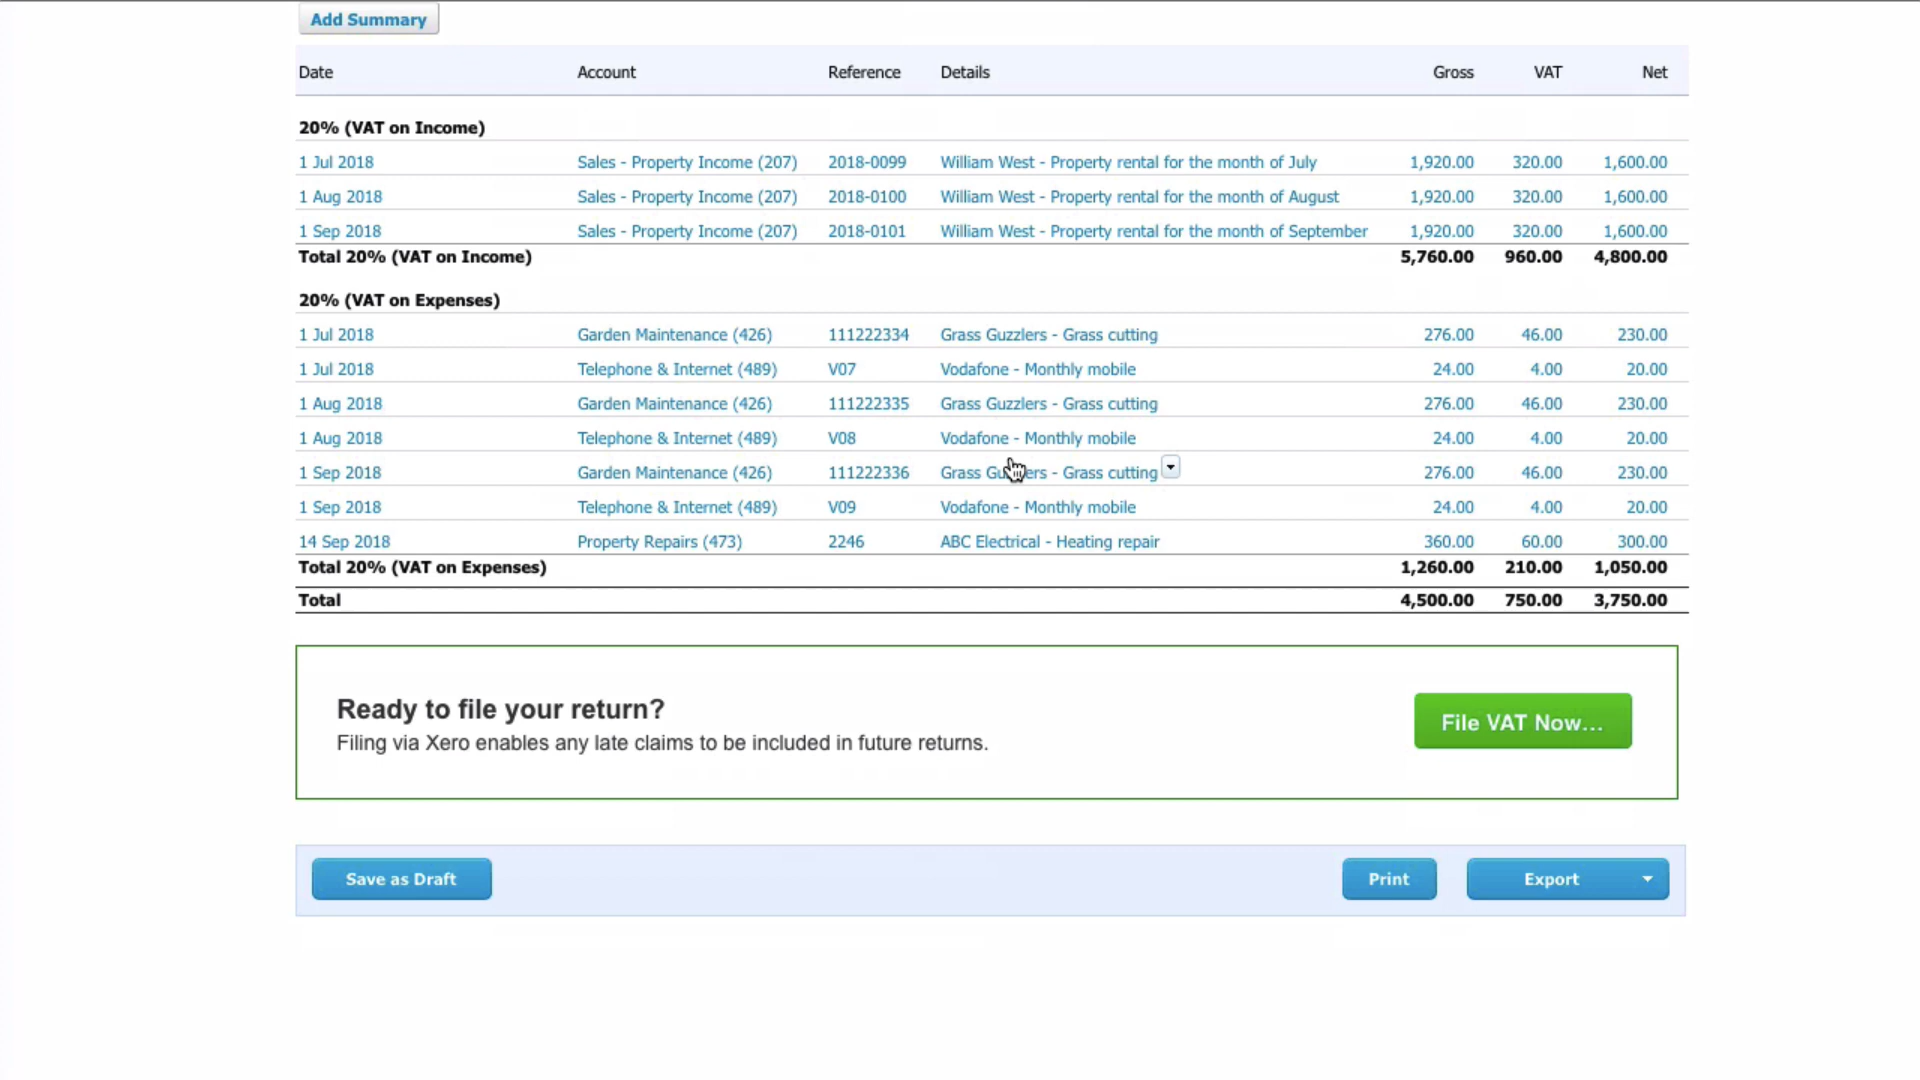 Add Summary
Date Account Reference Details Gross VAT Net
20% (VAT on Income)
1 Jul 2018 Sales - Property Income (207) 2018-0099 William West - Property rental for the month of July 1,920.00 320.00 1,600.00
1 Aug 2018 Sales - Property Income (207) 2018-0100 William West - Property rental for the month of August 1,920.00 320.00 1,600.00
1 Sep 2018 Sales - Property Income (207) 2018-0101 William West - Property rental for the month of September 1,920.00 320.00 1,600.00
Total 20% (VAT on Income) 5,760.00 960.00 4,800.00
20% (VAT on Expenses)
1 Jul 2018 Garden Maintenance (426) 111222334 Grass Guzzlers - Grass cutting 276.00 46.00 230.00
1 Jul 2018 Telephone & Internet (489) V07 Vodafone - Monthly mobile 24.00 4.00 20.00
1 Aug 2018 Garden Maintenance (426) 111222335 Grass Guzzlers - Grass cutting 276.00 46.00 230.00
1 Aug 2018 Telephone & Internet (489) V08 Vodafone - Monthly mobile 24.00 4.00 20.00
1 Sep 2018 Garden Maintenance (426) 111222336 Grass Guzzlers - Grass cutting 276.00 46.00 230.00
1 Sep 2018 Telephone & Internet (489) V09 Vodafone - Monthly mobile 24.00 4.00 20.00
14 Sep 2018 Property Repairs (473) 2246 ABC Electrical - Heating repair 360.00 60.00 300.00
Total 20% (VAT on Expenses) 1,260.00 210.00 1,050.00
Total 4,500.00 750.00 3,750.00
Ready to file your return?
Filing via Xero enables any late claims to be included in future returns.
File VAT Now...
Save as Draft Print Export